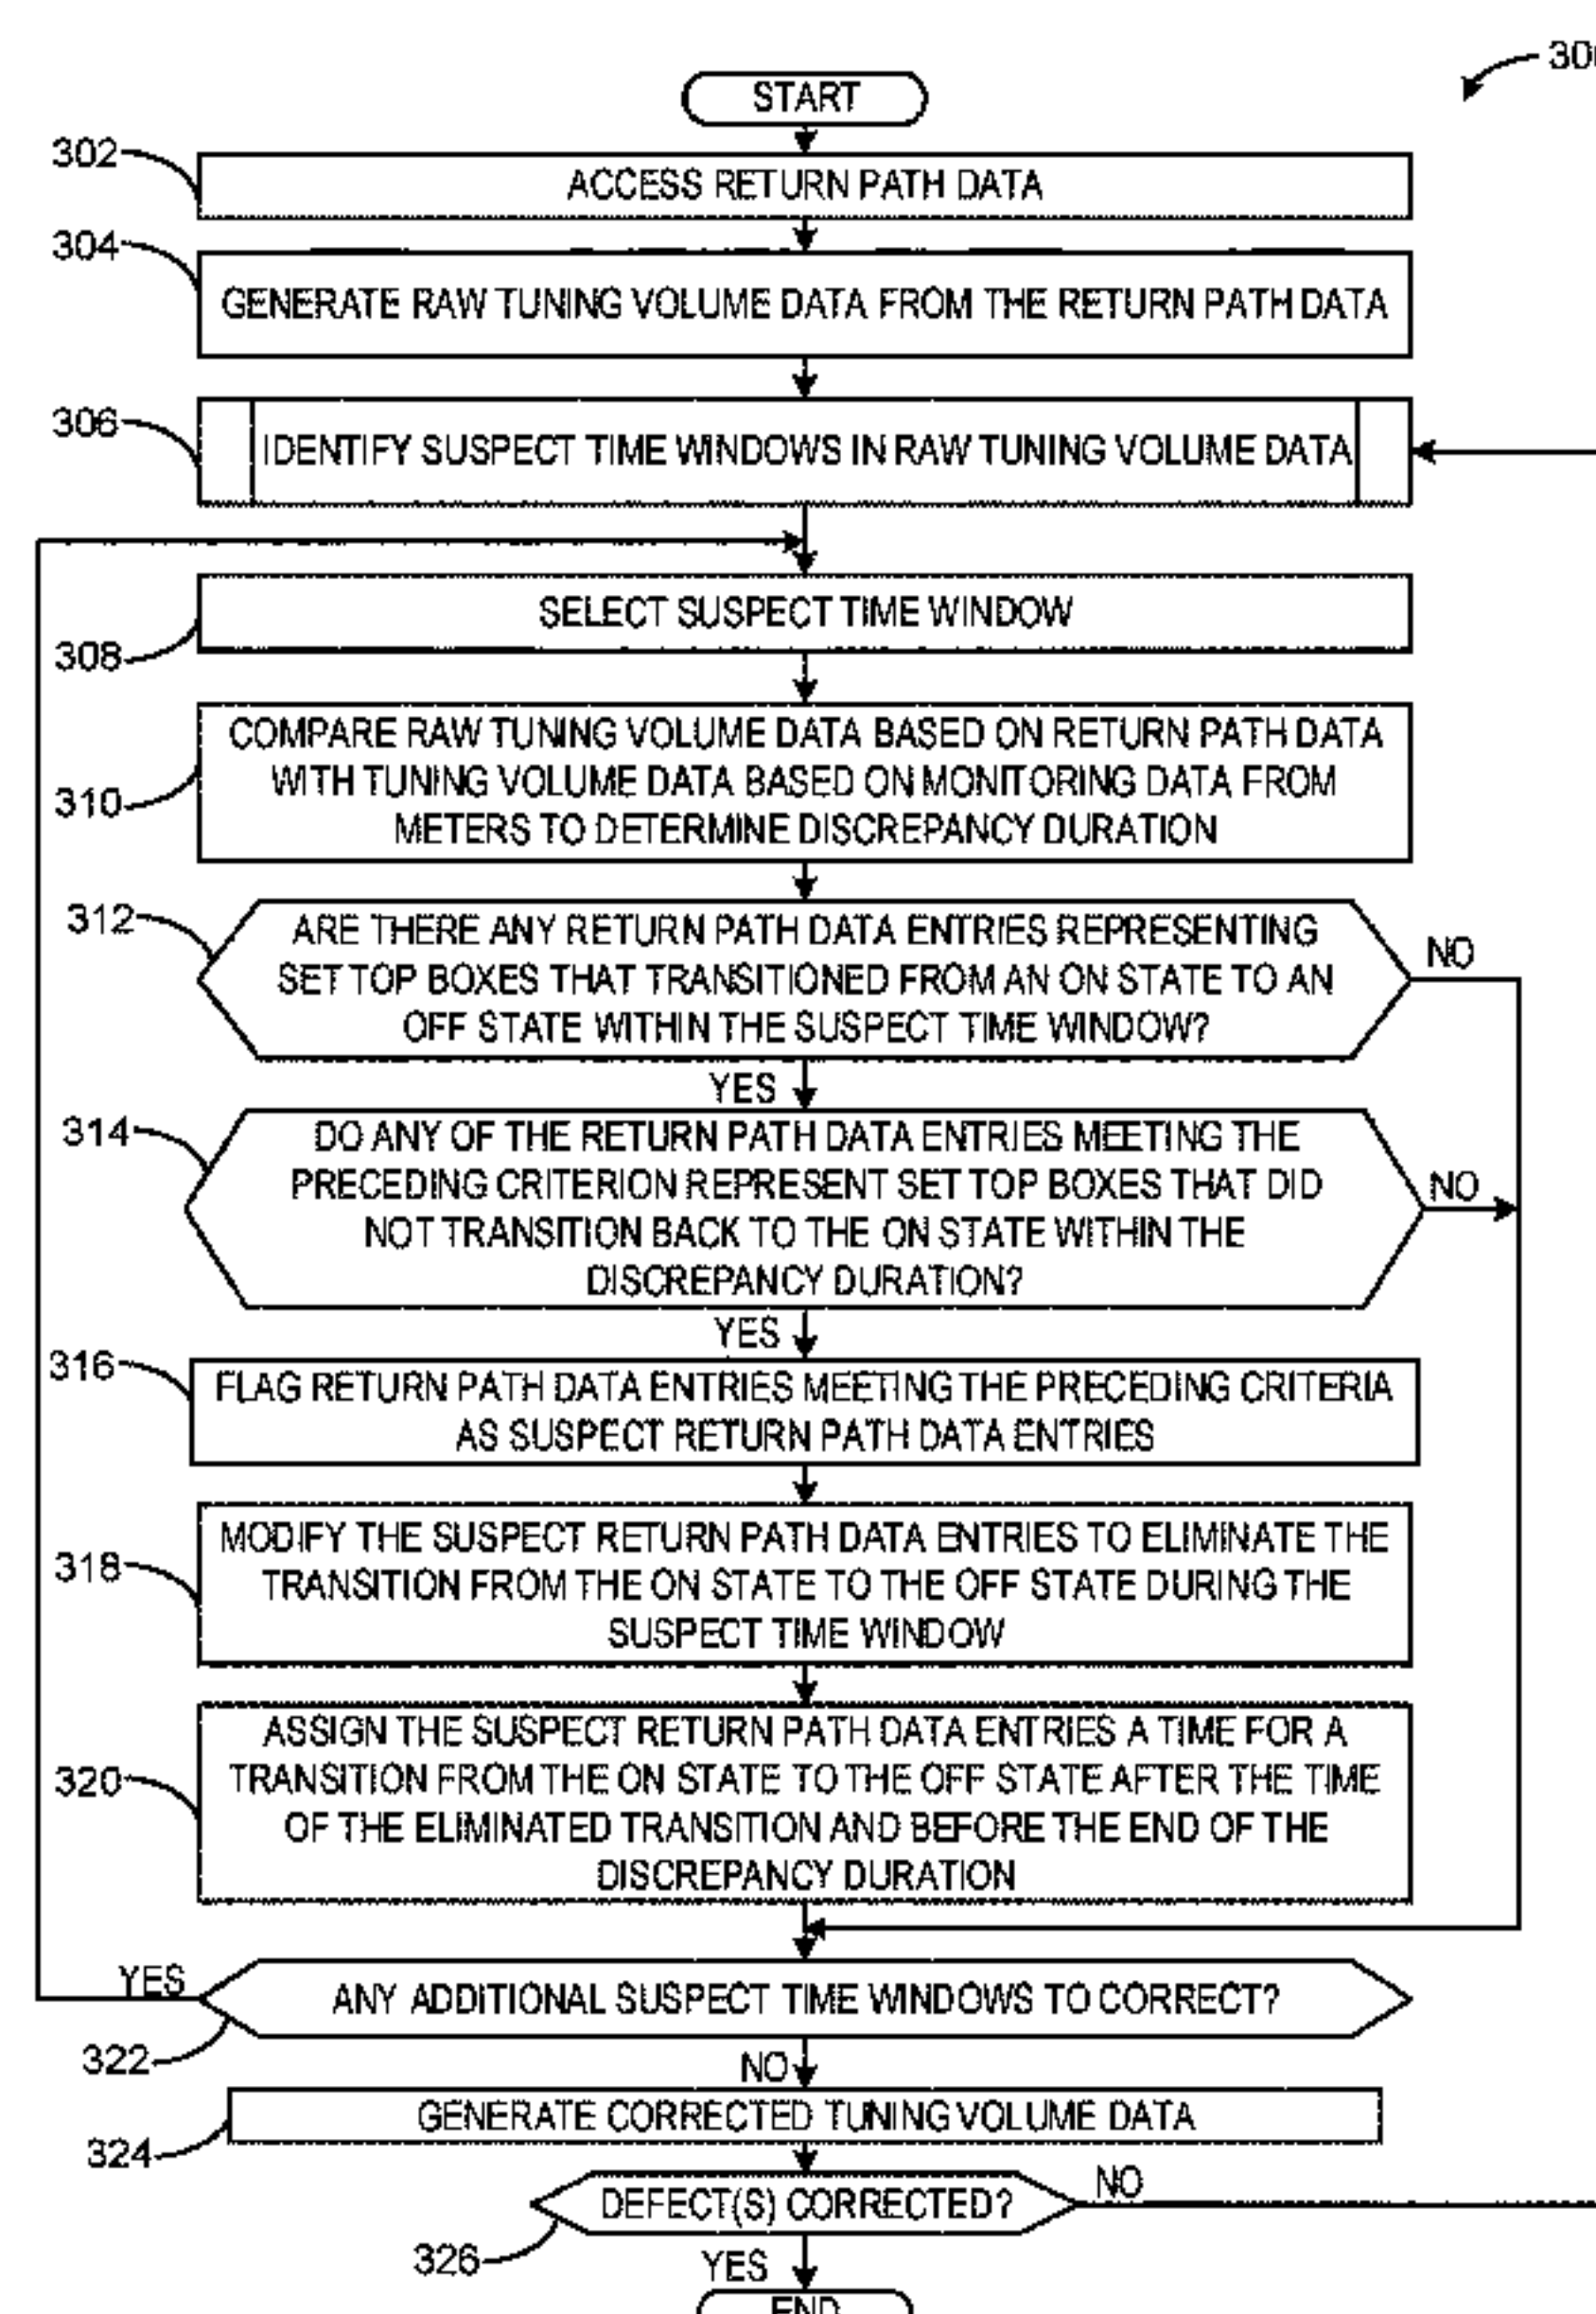 30
START
302
ACCESS RETURN PATH DATA
304
GENERATE RAW TUNING VOLUME DATA FROM THE RETURN PATH DATA
306
IDENTIFY SUSPECT TIME WINDOWS IN RAW TUNING VOLUME DATA
SELECT SUSPECT TIME WINDOW
308
COMPARE RAW TUNING VOLUME DATA BASED ON RETURN PATH DATA
WITH TUNING VOLUME DATA BASED ON MONITORING DATA FROM
METERS TO DETERMINE DISCREPANCY DURATION
310
312
ARE THERE ANY RETURN PATH DATA ENTRIES REPRESENTING
SET TOP BOXES THAT TRANSITIONED FROM AN ON STATE TO AN
OFF STATE WITHIN THE SUSPECT TIME WINDOW?
NO
YES
314
DO ANY OF THE RETURN PATH DATA ENTRIES MEETING THE
PRECEDING CRITERION REPRESENT SET TOP BOXES THAT DID
NOT TRANSITION BACK TO THE ON STATE WITHIN THE
DISCREPANCY DURATION?
NO
YES
316
FLAG RETURN PATH DATA ENTRIES MEETING THE PRECEDING CRITERIA
AS SUSPECT RETURN PATH DATA ENTRIES
318
MODIFY THE SUSPECT RETURN PATH DATA ENTRIES TO ELIMINATE THE
TRANSITION FROM THE ON STATE TO THE OFF STATE DURING THE
SUSPECT TIME WINDOW
320
ASSIGN THE SUSPECT RETURN PATH DATA ENTRIES A TIME FOR A
TRANSITION FROM THE ON STATE TO THE OFF STATE AFTER THE TIME
OF THE ELIMINATED TRANSITION AND BEFORE THE END OF THE
DISCREPANCY DURATION
YES
ANY ADDITIONAL SUSPECT TIME WINDOWS TO CORRECT?
322
NO
GENERATE CORRECTED TUNING VOLUME DATA
324
DEFECT(S) CORRECTED?
NO
326
YES
END